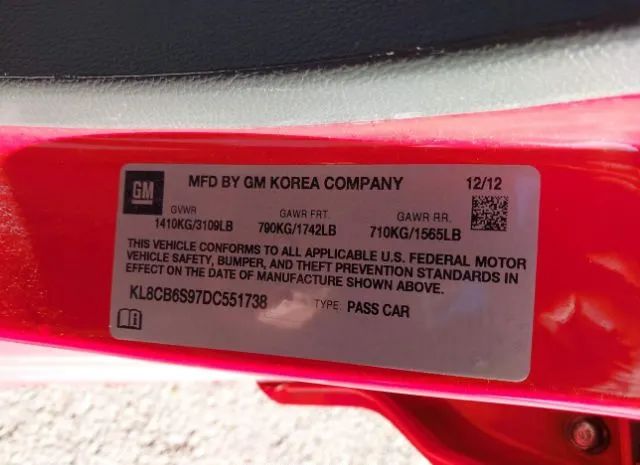 GM MFD BY GM KOREA COMPANY 12/12
GVWR GAWR FRT. GAWR RR.
1410KG/3109LB 790KG/1742LB 710KG/1565LB
THIS VEHICLE CONFORMS TO ALL APPLICABLE U.S. FEDERAL MOTOR
VEHICLE SAFETY, BUMPER, AND THEFT PREVENTION STANDARDS IN
EFFECT ON THE DATE OF MANUFACTURE SHOWN ABOVE.
KL8CB6S97DC551738 TYPE: PASS CAR